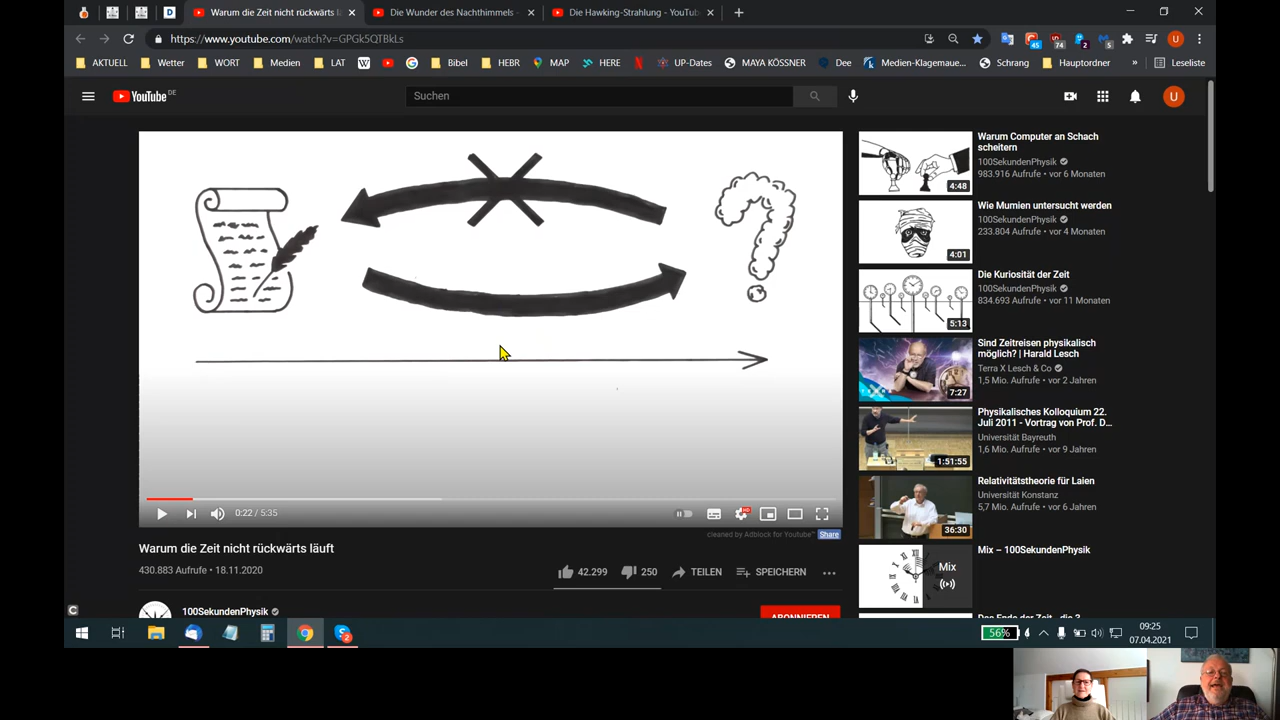 Warum die Zeit nicht rückwärts l
Die Wunder des Nachthimmels -
Die Hawking-Strahlung - YouTub
https://www.youtube.com/watch?v=GPGk5QTBkLs
45
74
2
5
U
AKTUELL
Wetter
WORT
Medien
LAT
W
G
Bibel
HEBR
MAP
HERE
N
UP-Dates
MAYA KÖSSNER
Dee
Medien-Klagemaue...
Schrang
Hauptordner
»
Leseliste
YouTube DE
Suchen
U
Warum Computer an Schach
scheitern
100SekundenPhysik
983.916 Aufrufe • vor 6 Monaten
4:48
Wie Mumien untersucht werden
100SekundenPhysik
233.804 Aufrufe • vor 4 Monaten
4:01
Die Kuriosität der Zeit
100SekundenPhysik
834.693 Aufrufe • vor 11 Monaten
5:13
Sind Zeitreisen physikalisch
möglich? | Harald Lesch
Terra X Lesch & Co
1,5 Mio. Aufrufe • vor 2 Jahren
7:27
Physikalisches Kolloquium 22.
Juli 2011 - Vortrag von Prof. D...
Universität Bayreuth
1,6 Mio. Aufrufe • vor 9 Jahren
1:51:55
Relativitätstheorie für Laien
Universität Konstanz
5,7 Mio. Aufrufe • vor 6 Jahren
36:30
Mix – 100SekundenPhysik
Mix
?
0:22 / 5:35
HD
cleaned by Adblock for Youtube™
Share
Warum die Zeit nicht rückwärts läuft
430.883 Aufrufe • 18.11.2020
42.299
250
TEILEN
SPEICHERN
100SekundenPhysik
ABONNIEREN
56%
2
09:25
07.04.2021